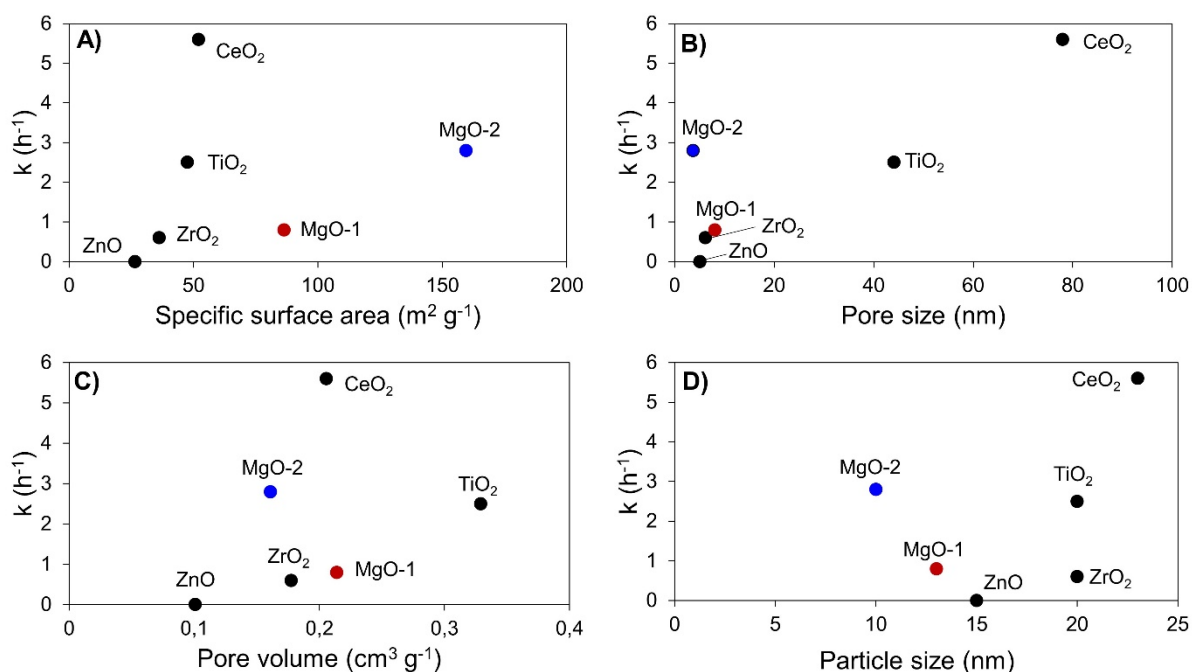 A)
6
5
4
3
2
1
0
k (h⁻¹)
CeO₂
MgO-2
TiO₂
ZnO
ZrO₂
MgO-1
0
50
100
150
200
Specific surface area (m² g⁻¹)
B)
6
5
4
3
2
1
0
k (h⁻¹)
CeO₂
MgO-2
TiO₂
MgO-1
ZrO₂
ZnO
0
20
40
60
80
100
Pore size (nm)
C)
6
5
4
3
2
1
0
k (h⁻¹)
CeO₂
MgO-2
TiO₂
ZrO₂
ZnO
MgO-1
0
0,1
0,2
0,3
0,4
Pore volume (cm³ g⁻¹)
D)
6
5
4
3
2
1
0
k (h⁻¹)
CeO₂
MgO-2
TiO₂
MgO-1
ZnO
ZrO₂
0
5
10
15
20
25
Particle size (nm)